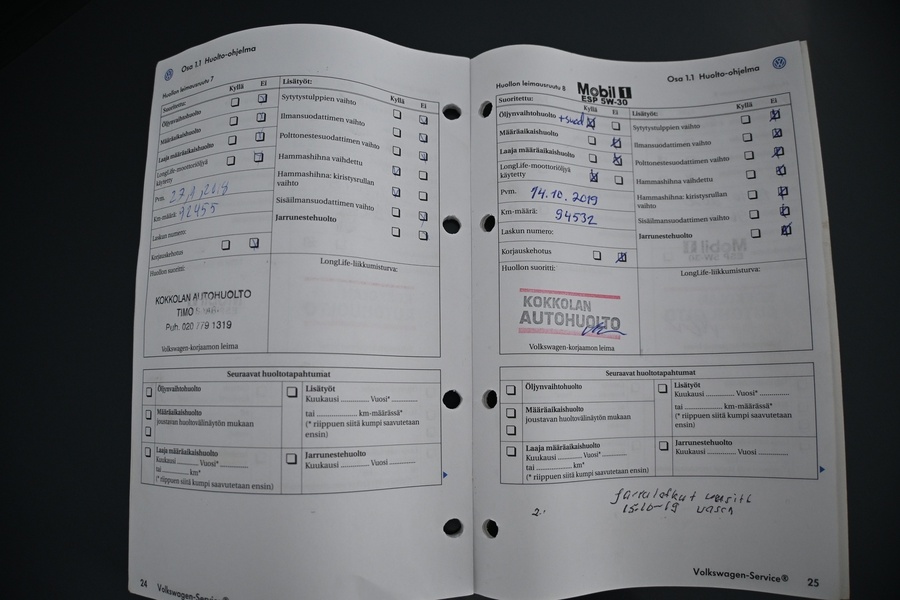 Osa 1.1 Huolto-ohjelma
Huollon leimausruutu 7
Suoritettu:
Kyllä
Ei
Öljynvaihtohuolto
Määräaikaishuolto
Laaja määräaikaishuolto
LongLife-moottoriöljyä
käytetty
Pvm.
Km-määrä: 92455
Laskun numero:
Korjauskehotus
Huollon suoritti:
KOKKOLAN AUTOHUOLTO
TIMO
Puh. 020 779 1319
Volkswagen-korjaamon leima
Lisätyöt:
Kyllä
Ei
Sytytystulppien vaihto
Ilmansuodattimen vaihto
Polttonestesuodattimen vaihto
Hammashihna vaihdettu
Hammashihna: kiristysrullan
vaihto
Sisäilmansuodattimen vaihto
Jarrunestehuolto
LongLife-liikkumisturva:
Seuraavat huoltotapahtumat
Öljynvaihtohuolto
Määräaikaishuolto
joustavan huoltovälinäytön mukaan
Laaja määräaikaishuolto
Kuukausi ............ Vuosi* ............
tai ............ km*
(* riippuen siitä kumpi saavutetaan ensin)
Lisätyöt
Kuukausi ............ Vuosi* ............
tai ............ km-määrässä*
(* riippuen siitä kumpi saavutetaan
ensin)
Jarrunestehuolto
Kuukausi ............ Vuosi ............
24
Volkswagen-Service®
Osa 1.1 Huolto-ohjelma
Huollon leimausruutu 8
Mobil 1
ESP 5W-30
Suoritettu:
Kyllä
Ei
Öljynvaihtohuolto +suod
Määräaikaishuolto
Laaja määräaikaishuolto
LongLife-moottoriöljyä
käytetty
Pvm. 14.10.2019
Km-määrä: 94532
Laskun numero:
Korjauskehotus
Huollon suoritti:
KOKKOLAN
AUTOHUOLTO
Volkswagen-korjaamon leima
Lisätyöt:
Kyllä
Ei
Sytytystulppien vaihto
Ilmansuodattimen vaihto
Polttonestesuodattimen vaihto
Hammashihna vaihdettu
Hammashihna: kiristysrullan
vaihto
Sisäilmansuodattimen vaihto
Jarrunestehuolto
LongLife-liikkumisturva:
Seuraavat huoltotapahtumat
Öljynvaihtohuolto
Määräaikaishuolto
joustavan huoltovälinäytön mukaan
Laaja määräaikaishuolto
Kuukausi ............ Vuosi* ............
tai ............ km*
(* riippuen siitä kumpi saavutetaan ensin)
Lisätyöt
Kuukausi ............ Vuosi* ............
tai ............ km-määrässä*
(* riippuen siitä kumpi saavutetaan
ensin)
Jarrunestehuolto
Kuukausi ............ Vuosi ............
15.10-19
Volkswagen-Service®
25